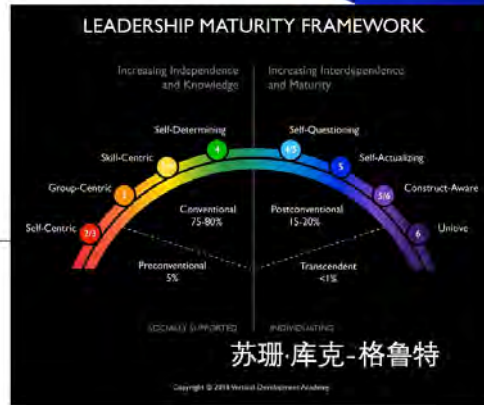 LEADERSHIP MATURITY FRAMEWORK
Increasing Independence
and Knowledge
Increasing Interdependence
and Maturity
Self-Determining
4
Self-Questioning
4/5
Skill-Centric
Self-Actualizing
5
Group-Centric
3
Construct-Aware
5/6
Self-Centric
2/3
Unitive
6
Conventional
75-80%
Postconventional
15-20%
Preconventional
5%
Transcendent
<1%
SOCIALLY SUPPORTED
INDIVIDUATING
苏珊·库克-格鲁特
Copyright © 2018 Vertical Development Academy